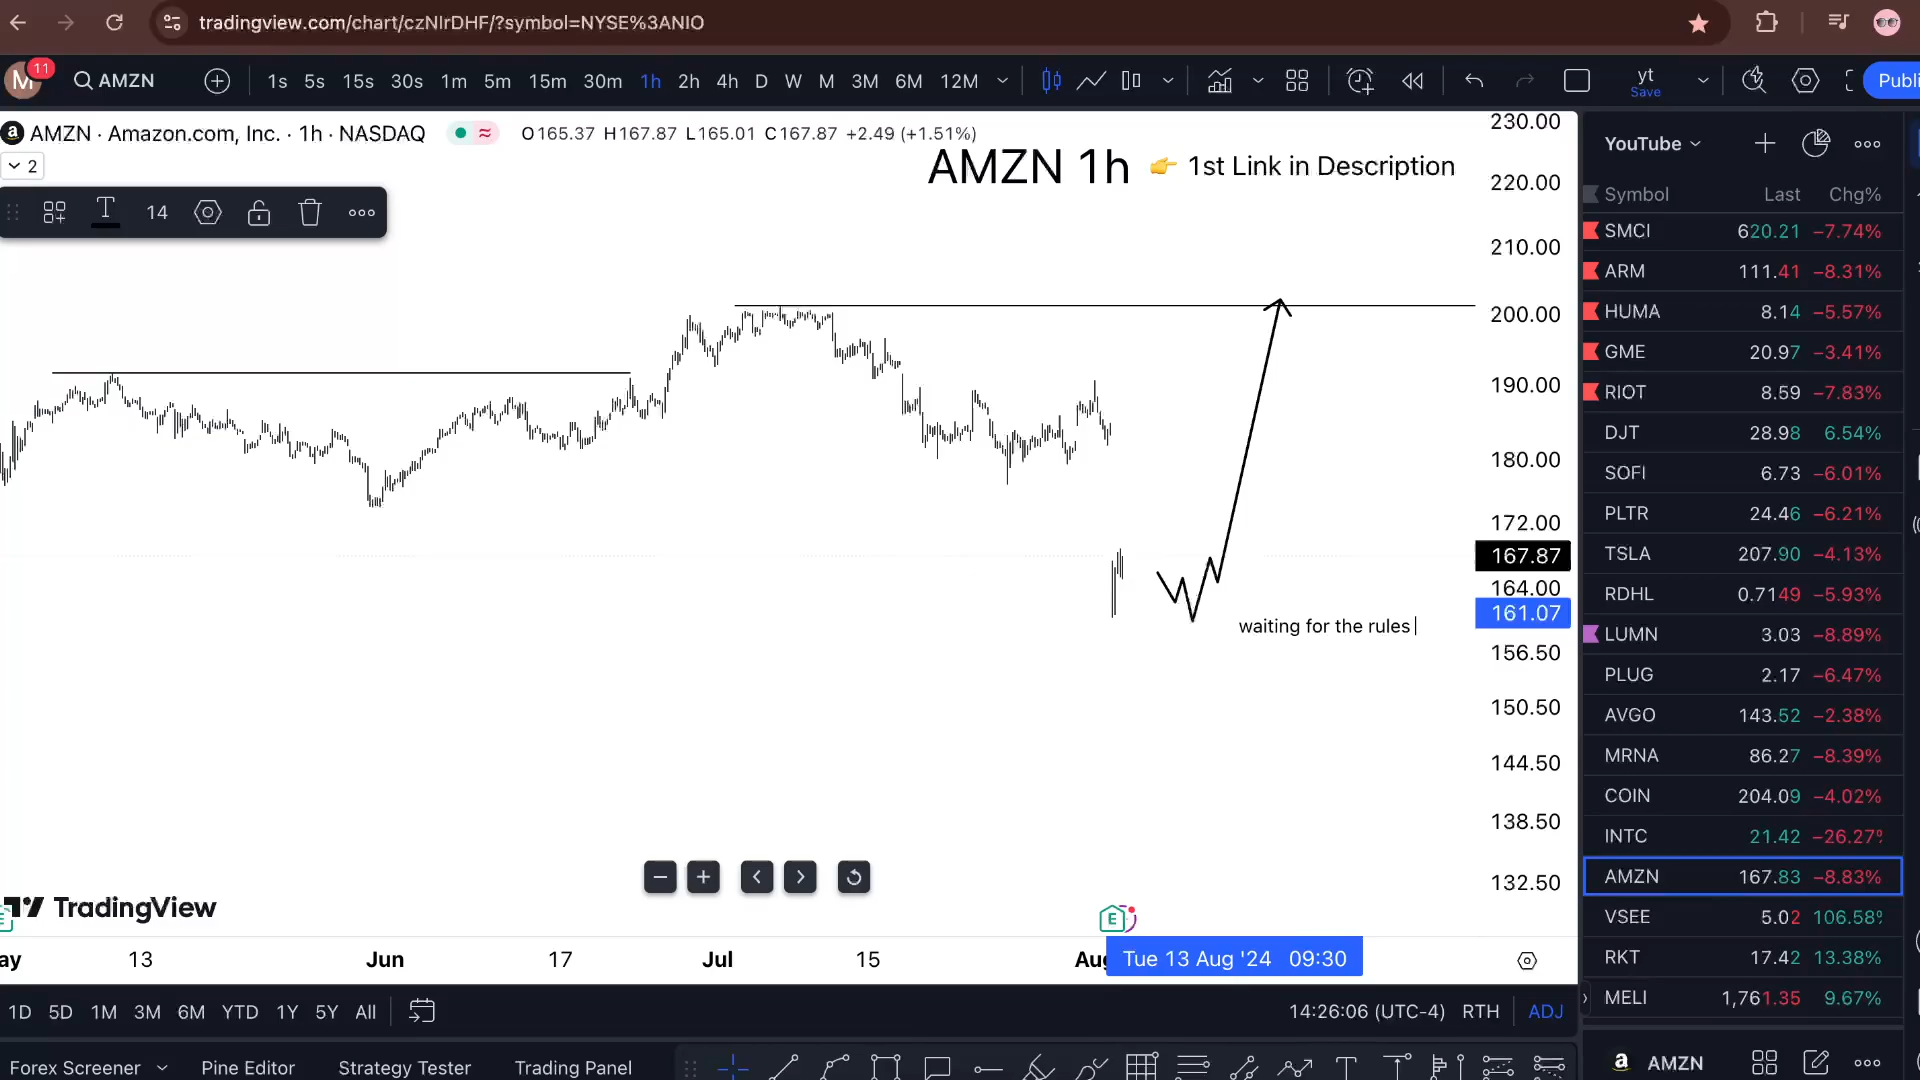 tradingview.com/chart/czNlrDHF/?symbol=NYSE%3ANIO
M 11 AMZN 1s 5s 15s 30s 1m 5m 15m 30m 1h 2h 4h D W M 3M 6M 12M yt Save Publi
a AMZN · Amazon.com, Inc. · 1h · NASDAQ O165.37 H167.87 L165.01 C167.87 +2.49 (+1.51%)
2
AMZN 1h 👉 1st Link in Description
T 14
230.00
220.00
210.00
200.00
190.00
180.00
172.00
167.87
164.00
161.07
156.50
150.50
144.50
138.50
132.50
waiting for the rules
TradingView
E
E
ay 13 Jun 17 Jul 15 Aug Tue 13 Aug '24 09:30
1D 5D 1M 3M 6M YTD 1Y 5Y All 14:26:06 (UTC-4) RTH ADJ
Forex Screener Pine Editor Strategy Tester Trading Panel
YouTube
Symbol Last Chg%
SMCI 620.21 −7.74%
ARM 111.41 −8.31%
HUMA 8.14 −5.57%
GME 20.97 −3.41%
RIOT 8.59 −7.83%
DJT 28.98 6.54%
SOFI 6.73 −6.01%
PLTR 24.46 −6.21%
TSLA 207.90 −4.13%
RDHL 0.7149 −5.93%
LUMN 3.03 −8.89%
PLUG 2.17 −6.47%
AVGO 143.52 −2.38%
MRNA 86.27 −8.39%
COIN 204.09 −4.02%
INTC 21.42 −26.27%
AMZN 167.83 −8.83%
VSEE 5.02 106.58%
RKT 17.42 13.38%
MELI 1,761.35 9.67%
a AMZN